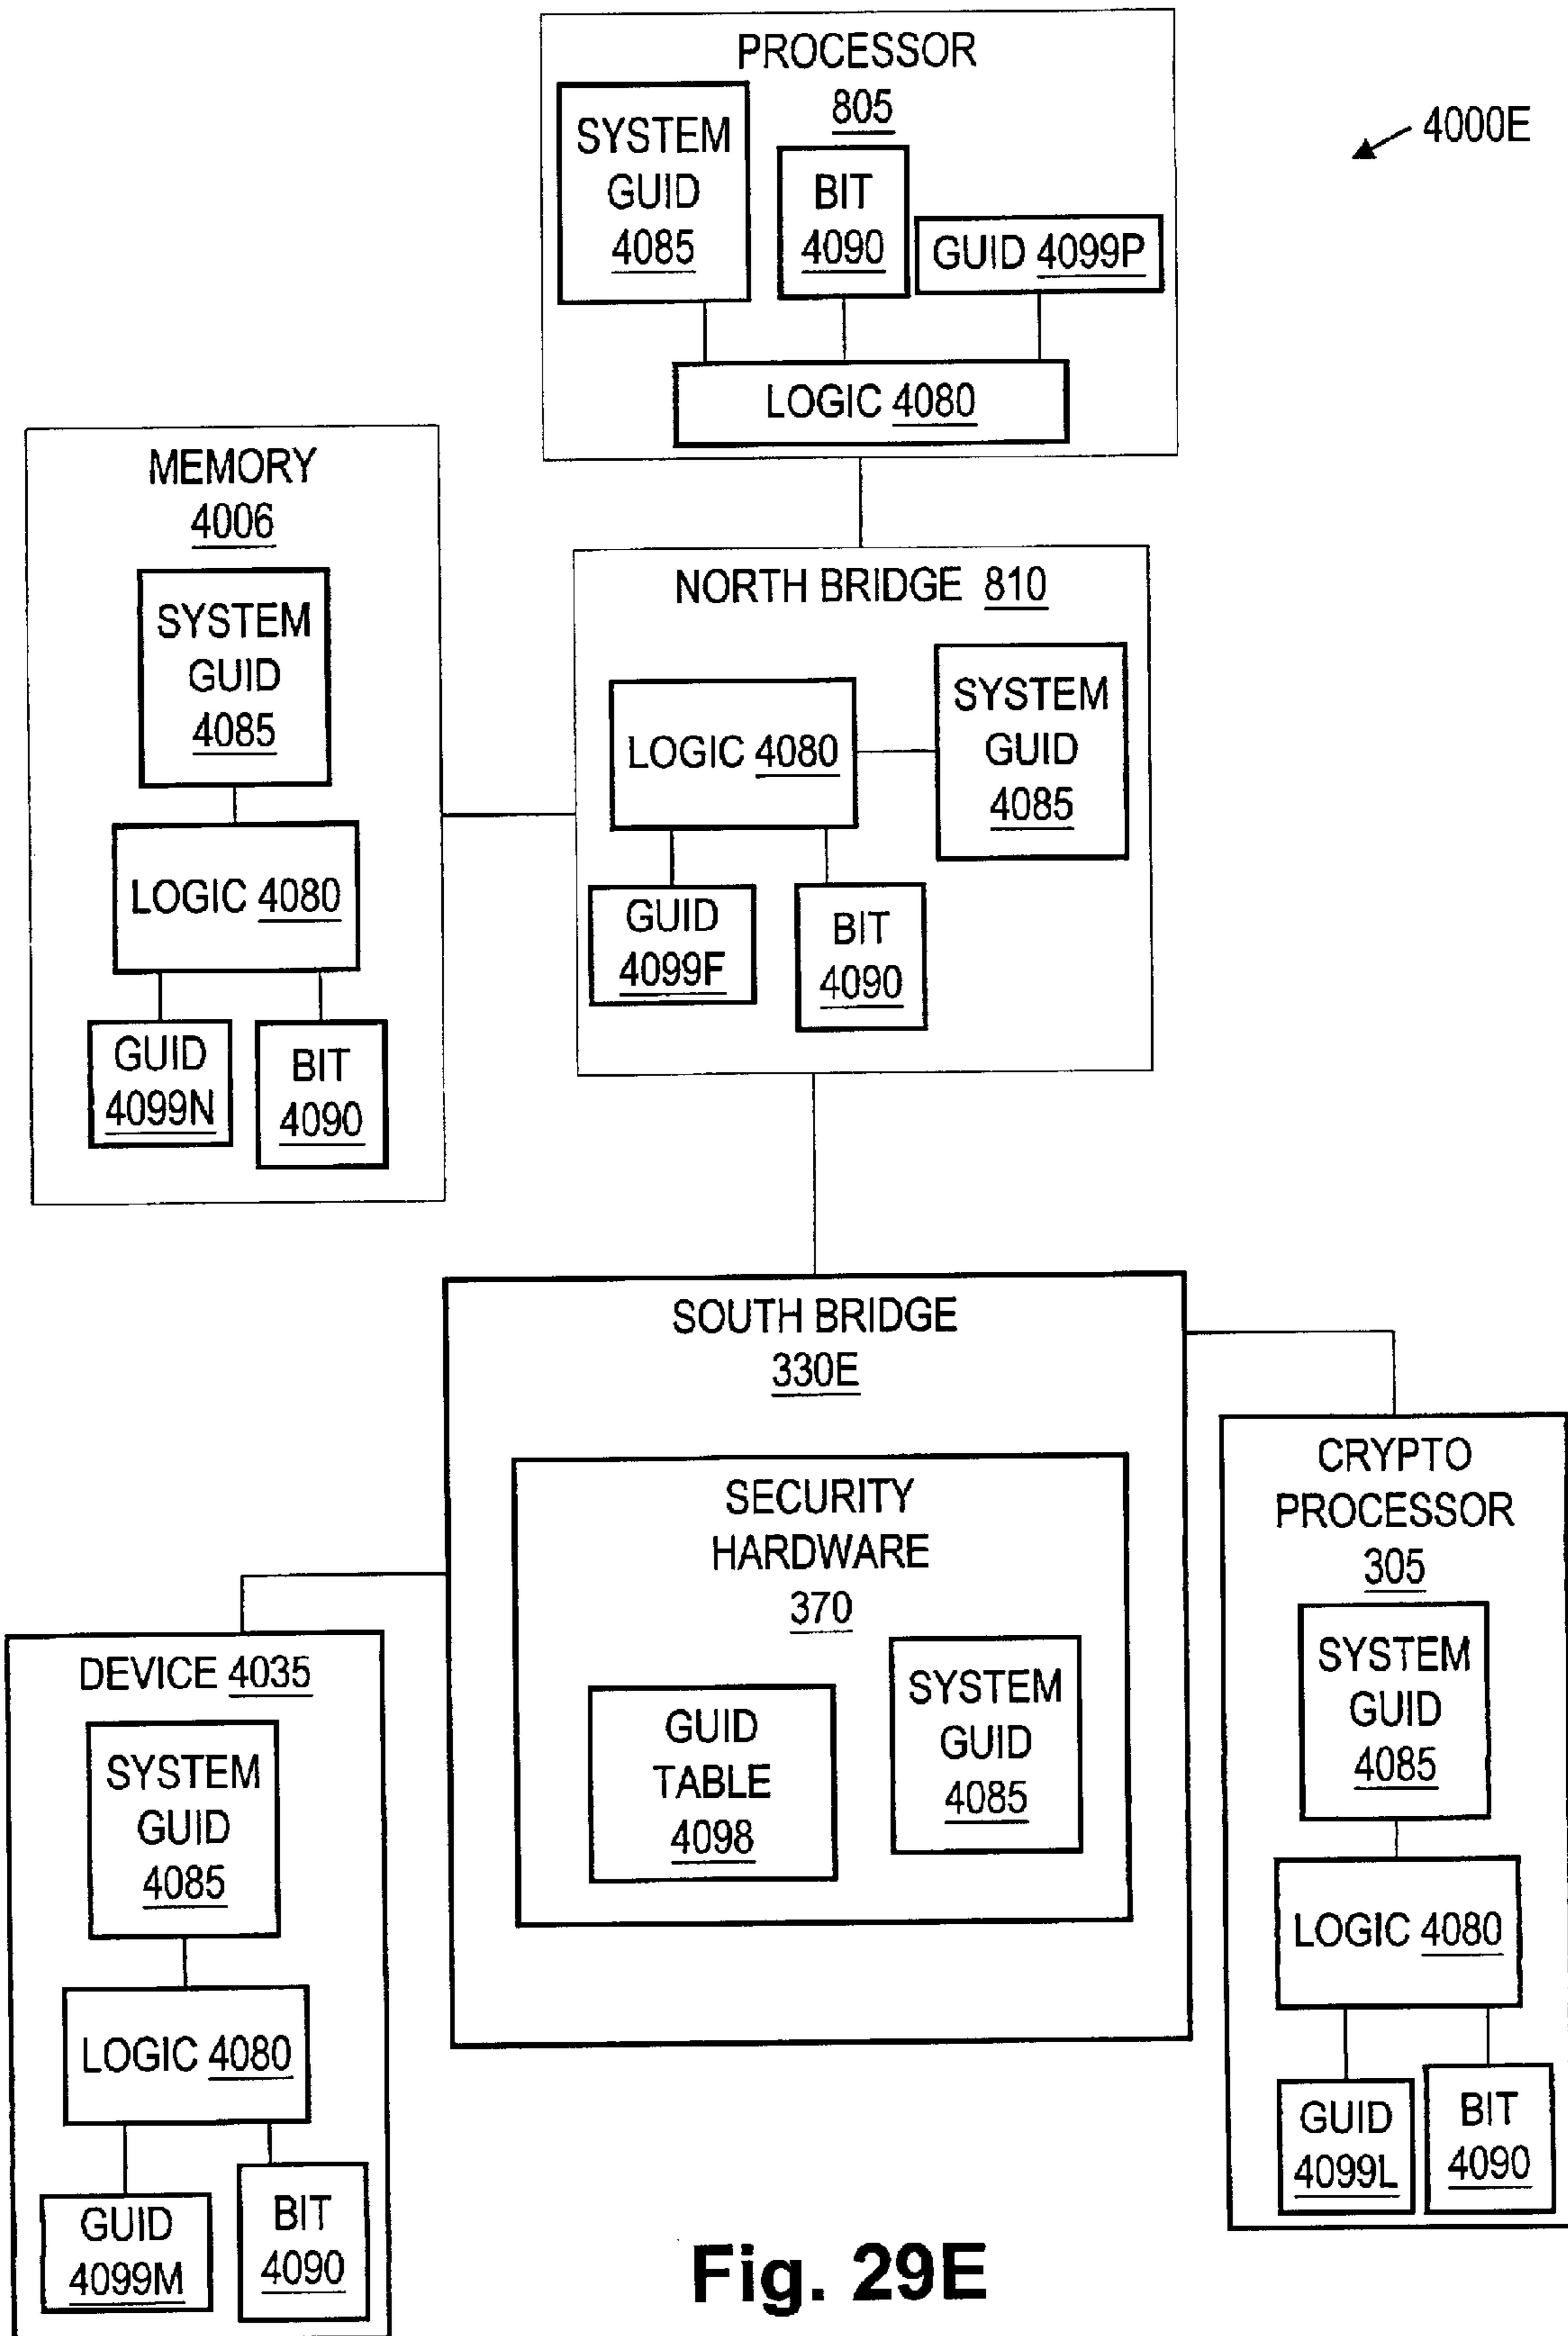 PROCESSOR
805
SYSTEM
GUID
4085
BIT
4090
GUID 4099P
LOGIC 4080
4000E
MEMORY
4006
SYSTEM
GUID
4085
LOGIC 4080
GUID
4099N
BIT
4090
NORTH BRIDGE 810
LOGIC 4080
SYSTEM
GUID
4085
GUID
4099F
BIT
4090
SOUTH BRIDGE
330E
SECURITY
HARDWARE
370
GUID
TABLE
4098
SYSTEM
GUID
4085
CRYPTO
PROCESSOR
305
SYSTEM
GUID
4085
LOGIC 4080
GUID
4099L
BIT
4090
DEVICE 4035
SYSTEM
GUID
4085
LOGIC 4080
GUID
4099M
BIT
4090
Fig. 29E